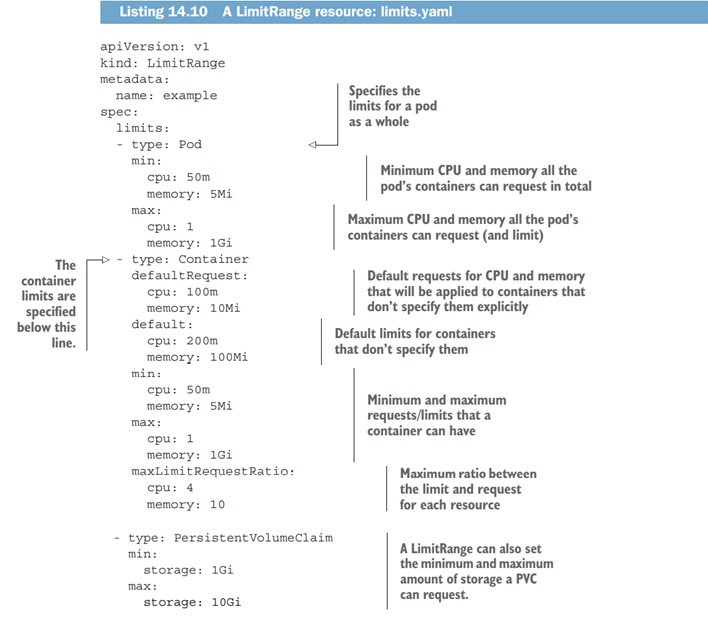 Listing 14.10 A LimitRange resource: limits.yaml
apiVersion: v1
kind: LimitRange
metadata:
  name: example
spec:
  limits:
  - type: Pod
    min:
      cpu: 50m
      memory: 5Mi
    max:
      cpu: 1
      memory: 1Gi
  - type: Container
    defaultRequest:
      cpu: 100m
      memory: 10Mi
    default:
      cpu: 200m
      memory: 100Mi
    min:
      cpu: 50m
      memory: 5Mi
    max:
      cpu: 1
      memory: 1Gi
    maxLimitRequestRatio:
      cpu: 4
      memory: 10
  - type: PersistentVolumeClaim
    min:
      storage: 1Gi
    max:
      storage: 10Gi
Specifies the
limits for a pod
as a whole
Minimum CPU and memory all the
pod's containers can request in total
Maximum CPU and memory all the pod's
containers can request (and limit)
The
container
limits are
specified
below this
line.
Default requests for CPU and memory
that will be applied to containers that
don't specify them explicitly
Default limits for containers
that don't specify them
Minimum and maximum
requests/limits that a
container can have
Maximum ratio between
the limit and request
for each resource
A LimitRange can also set
the minimum and maximum
amount of storage a PVC
can request.